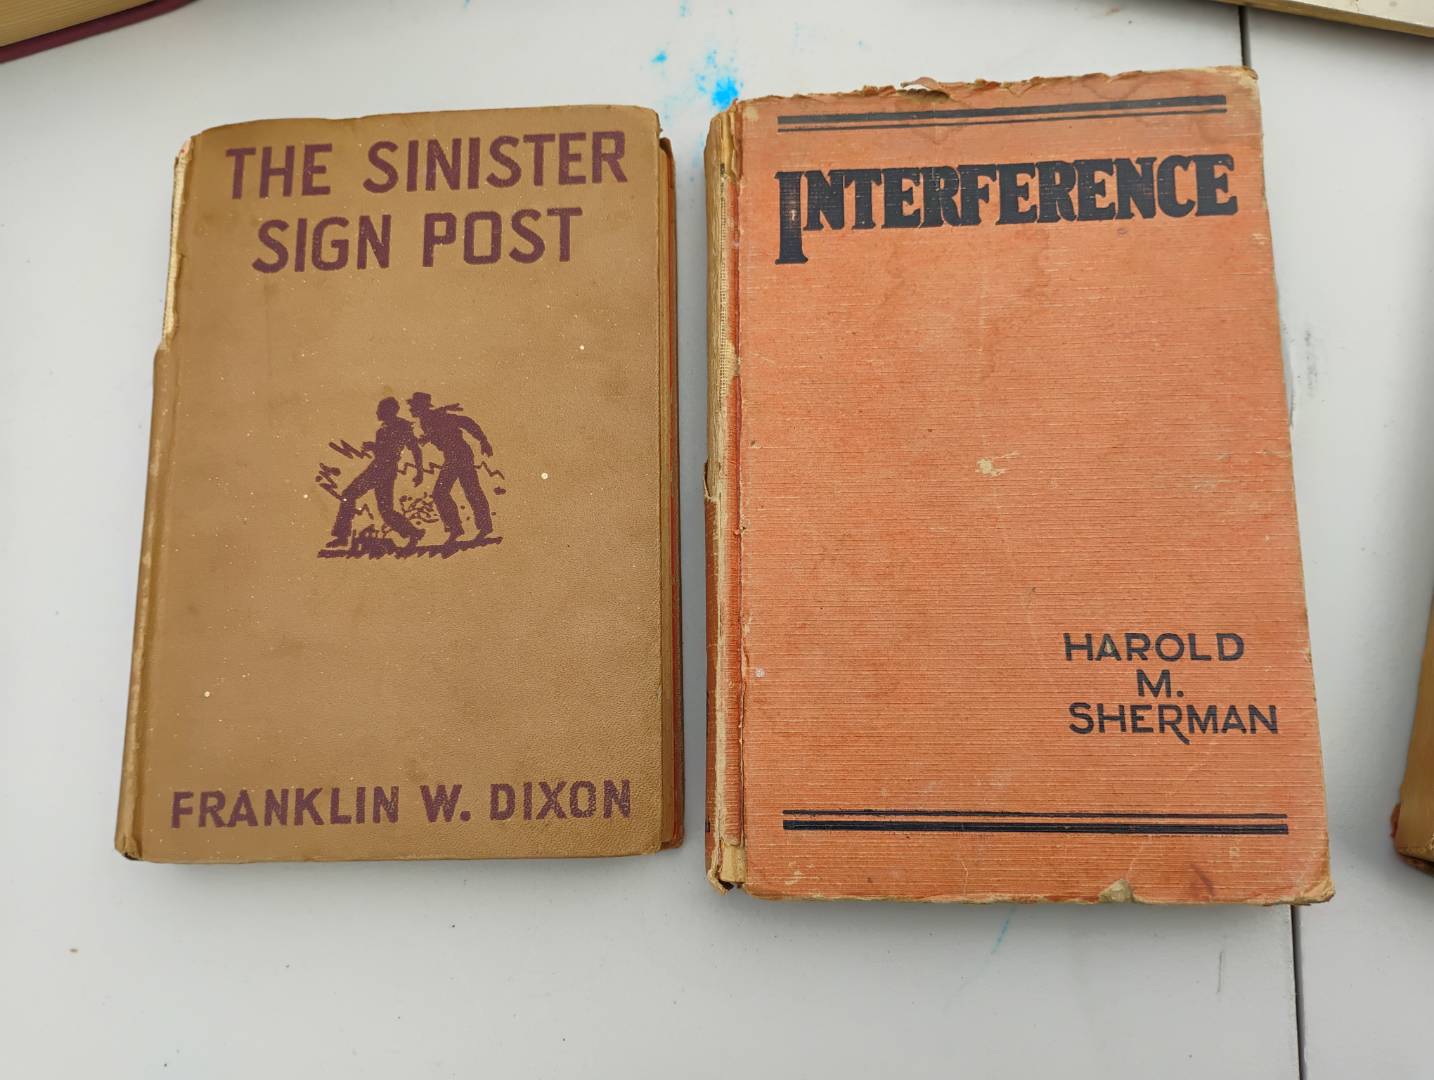 THE SINISTER
SIGN POST
FRANKLIN W. DIXON
INTERFERENCE
HAROLD
M.
SHERMAN